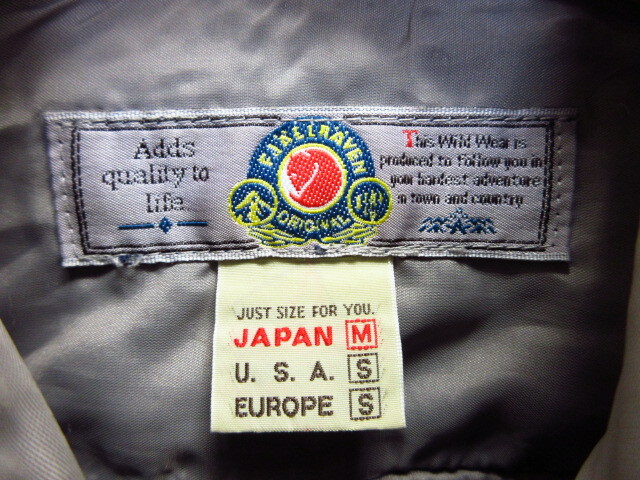 Adds
quality to
life.
FJÄLLRÄVEN
ORIGINAL
This Wild Wear is
produced to follow you in
your hardest adventure
in town and country
JUST SIZE FOR YOU.
JAPAN M
U. S. A. S
EUROPE S